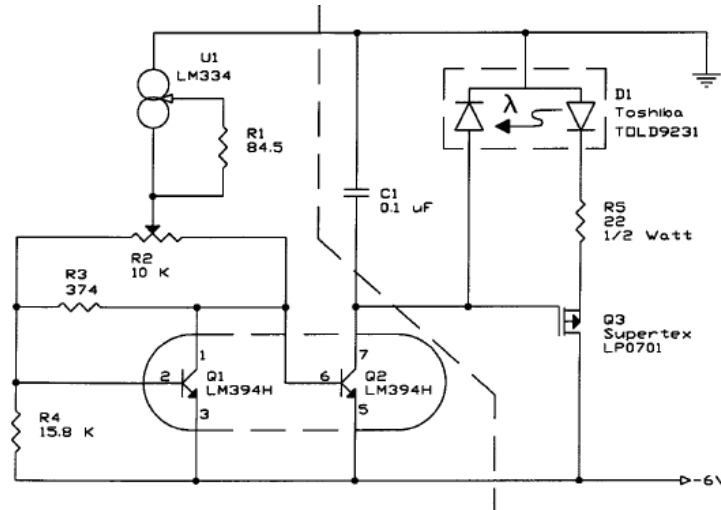 U1
LM334
R1
84.5
D1
Toshiba
TOLD9231
λ
C1
0.1 uF
R5
22
1/2 Watt
R2
10 K
R3
374
Q3
Supertex
LP0701
1
2
Q1
LM394H
3
7
6
Q2
LM394H
5
R4
15.8 K
-6V